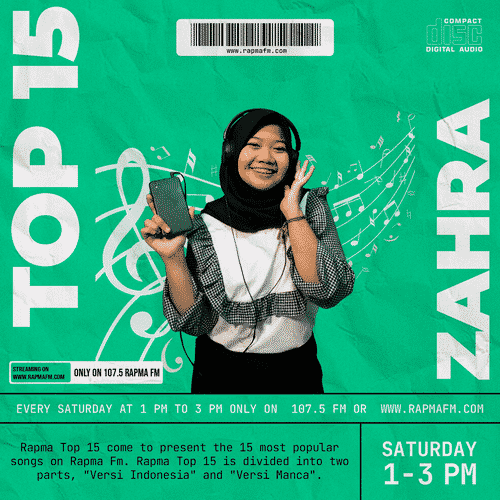 www.rapmafm.com
COMPACT
disc
DIGITAL AUDIO
TOP 15
ZAHRA
STREAMING ON
WWW.RAPMAFM.COM
ONLY ON 107.5 RAPMA FM
EVERY SATURDAY AT 1 PM TO 3 PM ONLY ON 107.5 FM OR WWW.RAPMAFM.COM
Rapma Top 15 come to present the 15 most popular
songs on Rapma Fm. Rapma Top 15 is divided into two
parts, "Versi Indonesia" and "Versi Manca".
SATURDAY
1-3 PM